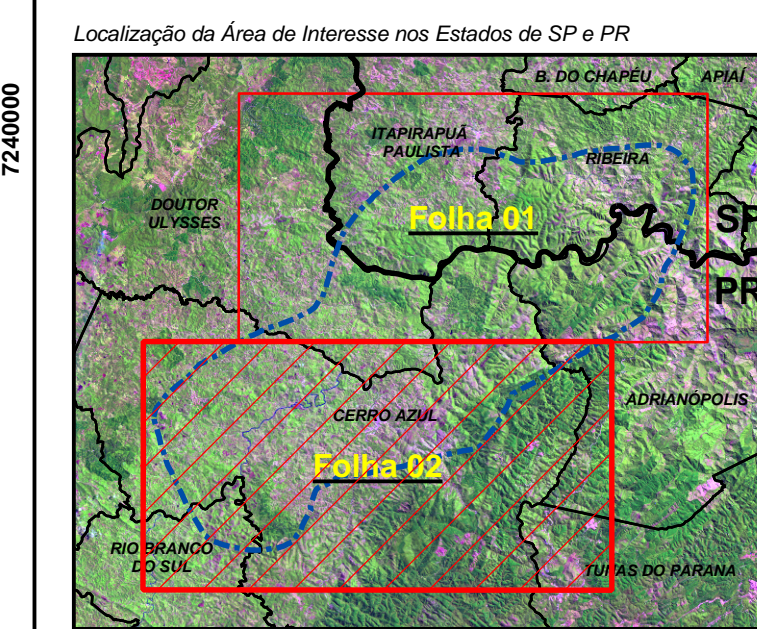 Localização da Área de Interesse nos Estados de SP e PR
7240000
B. DO CHAPÉU
APIAÍ
ITAPIRAPUÃ
PAULISTA
RIBEIRA
DOUTOR
ULYSSES
Folha 01
SP
PR
ADRIANÓPOLIS
CERRO AZUL
Folha 02
RIO BRANCO
DO SUL
TUNAS DO PARANA